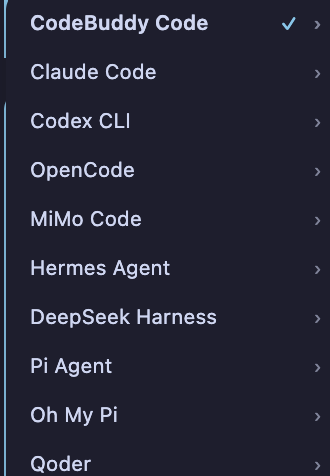 CodeBuddy Code
Claude Code
Codex CLI
OpenCode
MiMo Code
Hermes Agent
DeepSeek Harness
Pi Agent
Oh My Pi
Qoder